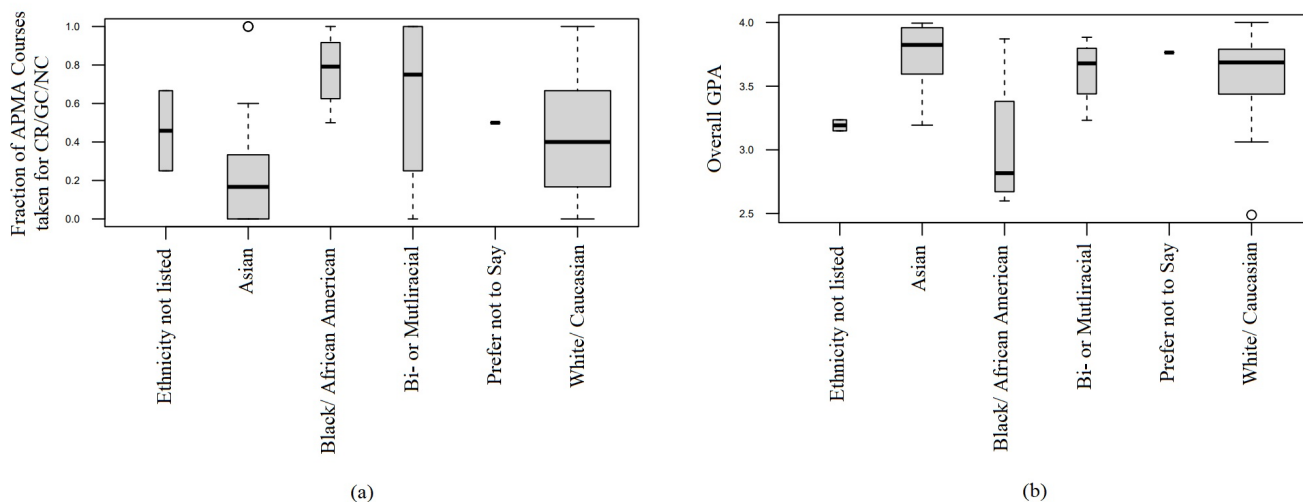 Fraction of APMA Courses
taken for CR/GC/NC
1.0
0.8
0.6
0.4
0.2
0.0
Ethnicity not listed
Asian
Black/ African American
Bi- or Mutliracial
Prefer not to Say
White/ Caucasian
(a)
Overall GPA
4.0
3.5
3.0
2.5
Ethnicity not listed
Asian
Black/ African American
Bi- or Mutliracial
Prefer not to Say
White/ Caucasian
(b)